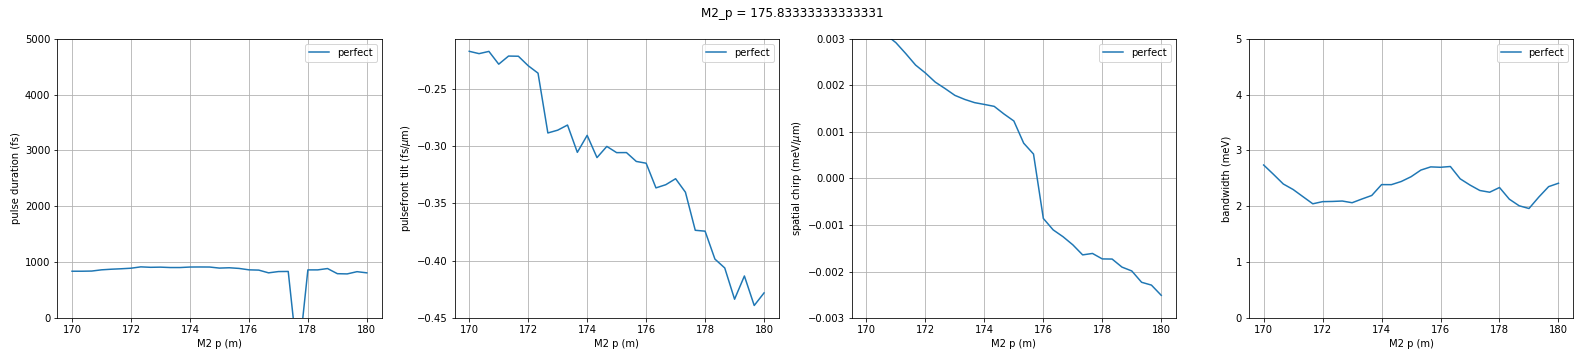 M2_p = 175.83333333333331
pulse duration (fs)
5000
4000
3000
2000
1000
0
perfect
170 172 174 176 178 180
M2 p (m)
pulsefront tilt (fs/μm)
−0.25
−0.30
−0.35
−0.40
−0.45
perfect
170 172 174 176 178 180
M2 p (m)
spatial chirp (meV/μm)
0.003
0.002
0.001
0.000
−0.001
−0.002
−0.003
perfect
170 172 174 176 178 180
M2 p (m)
bandwidth (meV)
5
4
3
2
1
0
perfect
170 172 174 176 178 180
M2 p (m)